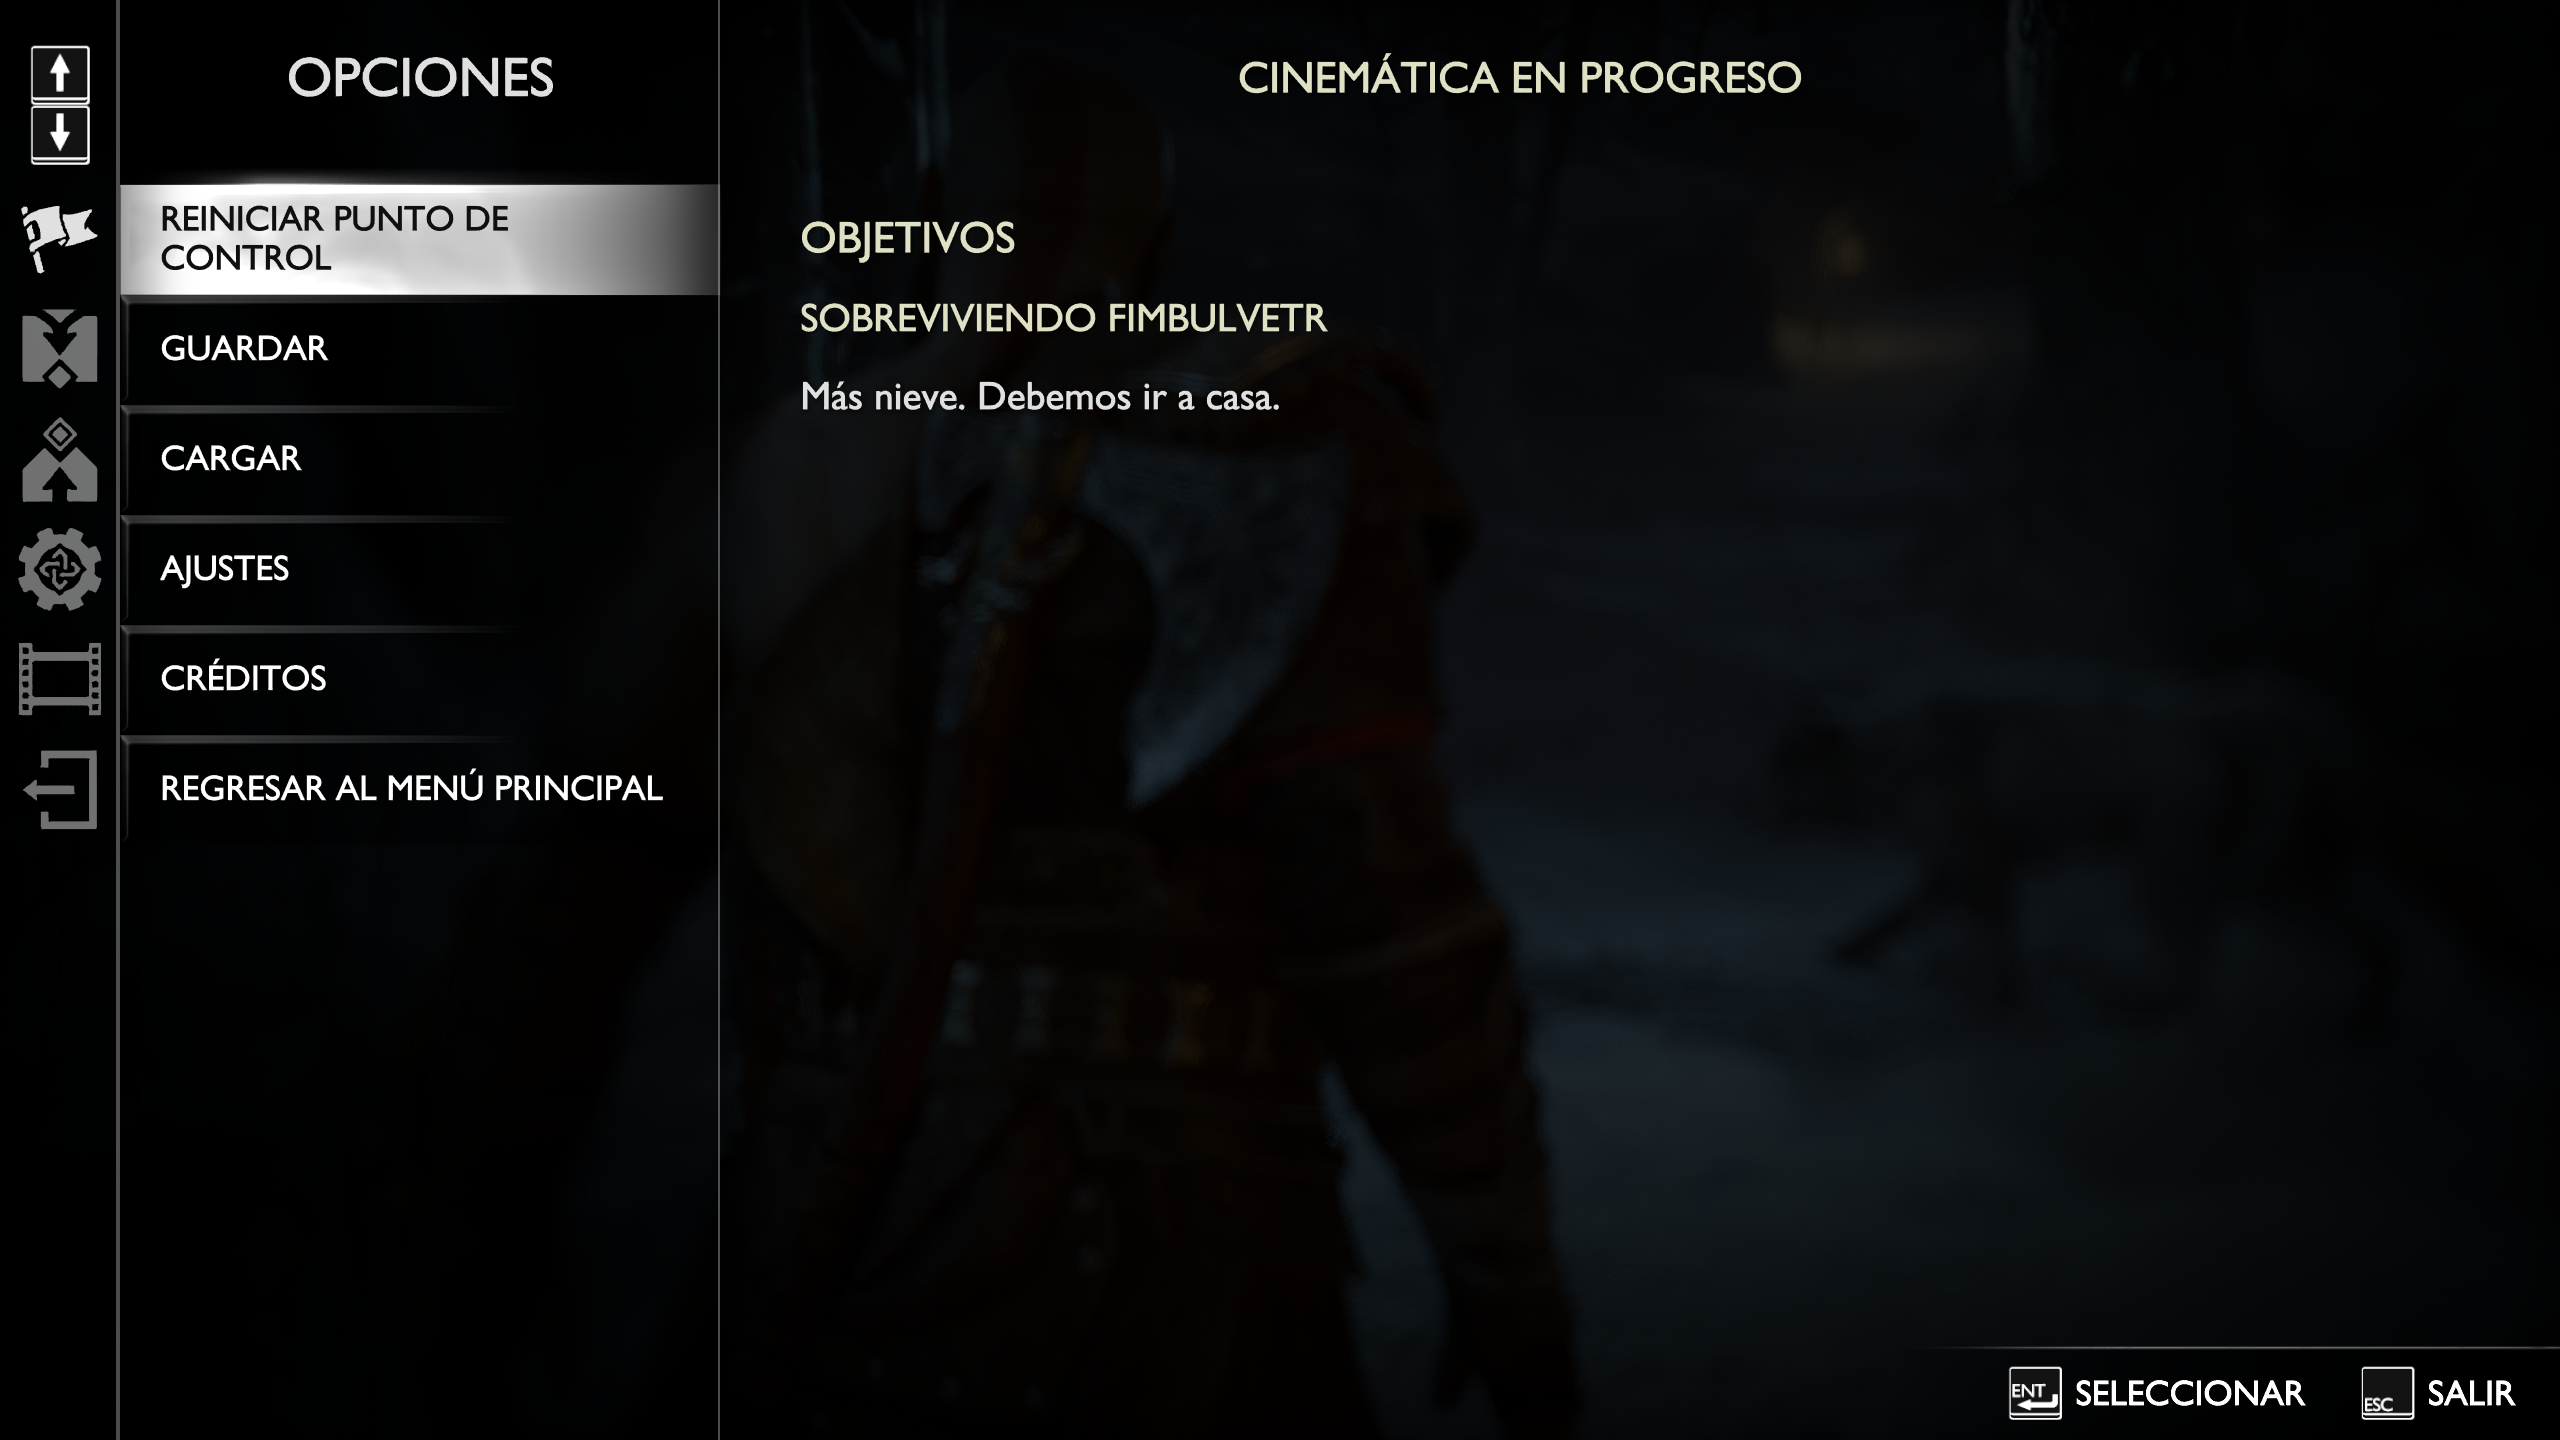 OPCIONES
REINICIAR PUNTO DE
CONTROL
GUARDAR
CARGAR
AJUSTES
CRÉDITOS
REGRESAR AL MENÚ PRINCIPAL
CINEMÁTICA EN PROGRESO
OBJETIVOS
SOBREVIVIENDO FIMBULVETR
Más nieve. Debemos ir a casa.
ENT SELECCIONAR
ESC SALIR